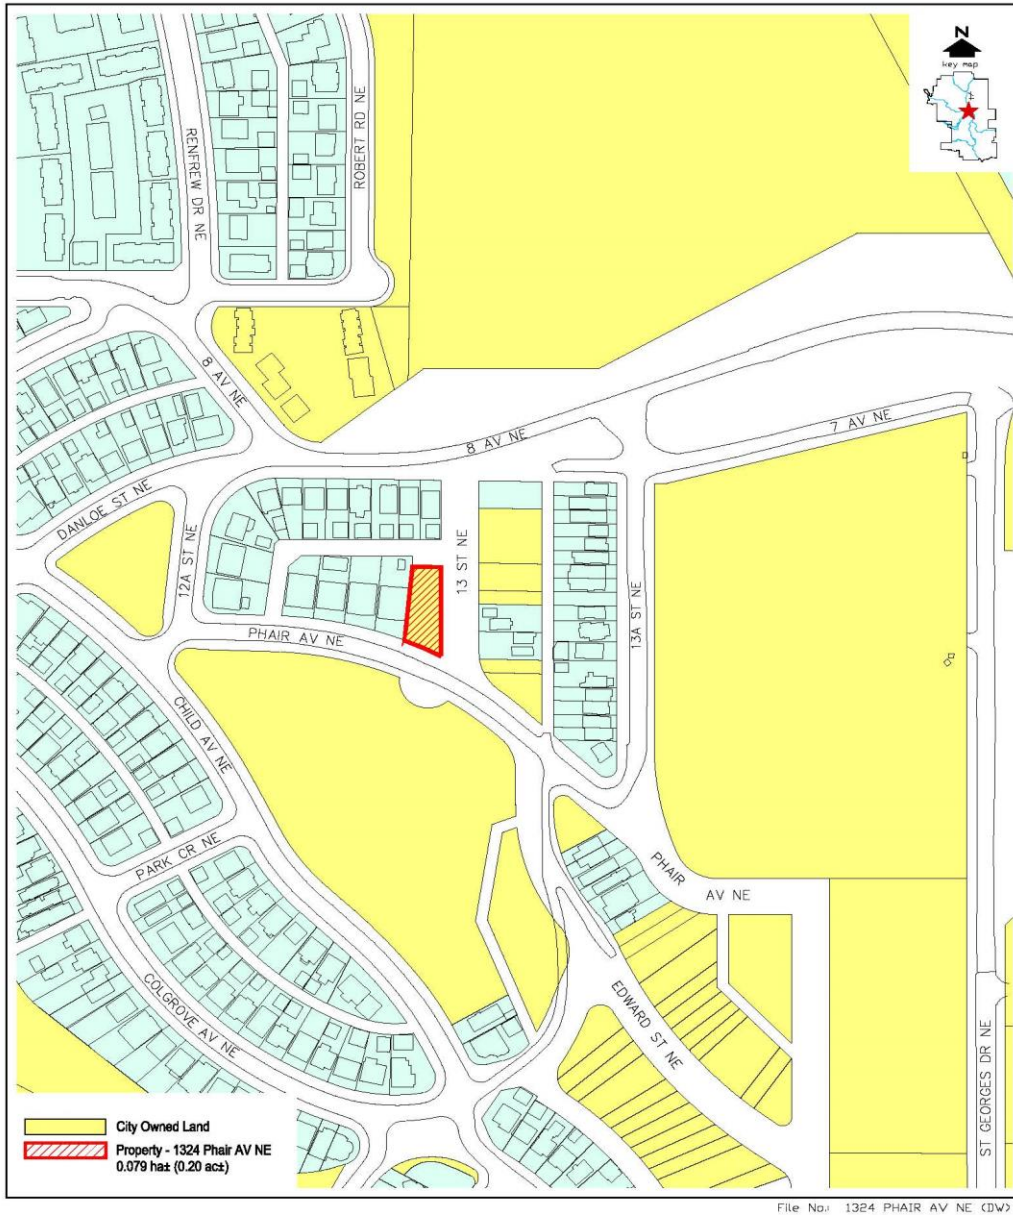 N
key map
RENFREW DR NE
ROBERT RD NE
8 AV NE
8 AV NE
7 AV NE
DANLOE ST NE
12A ST NE
13 ST NE
13A ST NE
PHAIR AV NE
CHILD AV NE
PARK CR NE
PHAIR
AV NE
COLGROVE AV NE
EDWARD ST NE
ST GEORGES DR NE
City Owned Land
Property - 1324 Phair AV NE
0.079 ha± (0.20 ac±)
File No.: 1324 PHAIR AV NE (DW)